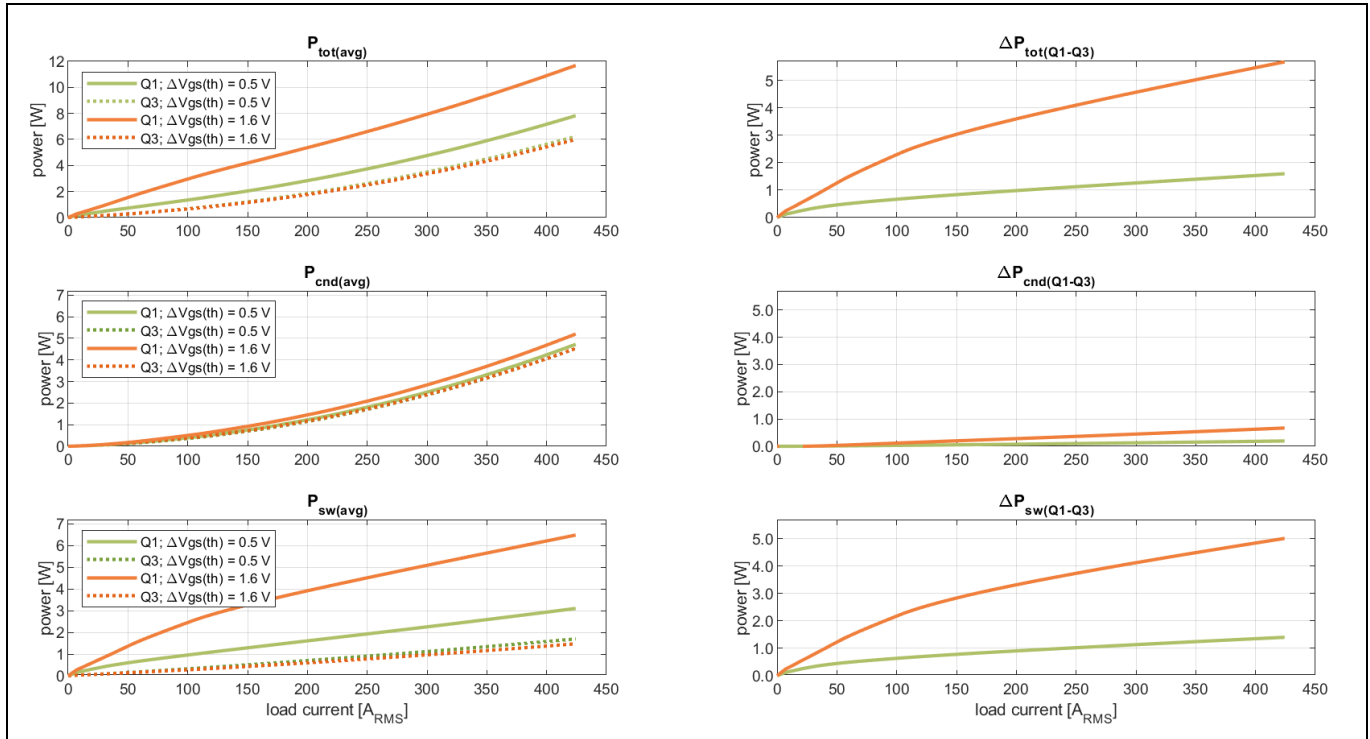 P_tot(avg)
power [W]
12
10
8
6
4
2
0
Q1; ΔVgs(th) = 0.5 V
Q3; ΔVgs(th) = 0.5 V
Q1; ΔVgs(th) = 1.6 V
Q3; ΔVgs(th) = 1.6 V
0 50 100 150 200 250 300 350 400 450
ΔP_tot(Q1-Q3)
power [W]
5
4
3
2
1
0
0 50 100 150 200 250 300 350 400 450
P_cnd(avg)
power [W]
7
6
5
4
3
2
1
0
Q1; ΔVgs(th) = 0.5 V
Q3; ΔVgs(th) = 0.5 V
Q1; ΔVgs(th) = 1.6 V
Q3; ΔVgs(th) = 1.6 V
0 50 100 150 200 250 300 350 400 450
ΔP_cnd(Q1-Q3)
power [W]
5.0
4.0
3.0
2.0
1.0
0.0
0 50 100 150 200 250 300 350 400 450
P_sw(avg)
power [W]
7
6
5
4
3
2
1
0
Q1; ΔVgs(th) = 0.5 V
Q3; ΔVgs(th) = 0.5 V
Q1; ΔVgs(th) = 1.6 V
Q3; ΔVgs(th) = 1.6 V
0 50 100 150 200 250 300 350 400 450
load current [A_RMS]
ΔP_sw(Q1-Q3)
power [W]
5.0
4.0
3.0
2.0
1.0
0.0
0 50 100 150 200 250 300 350 400 450
load current [A_RMS]